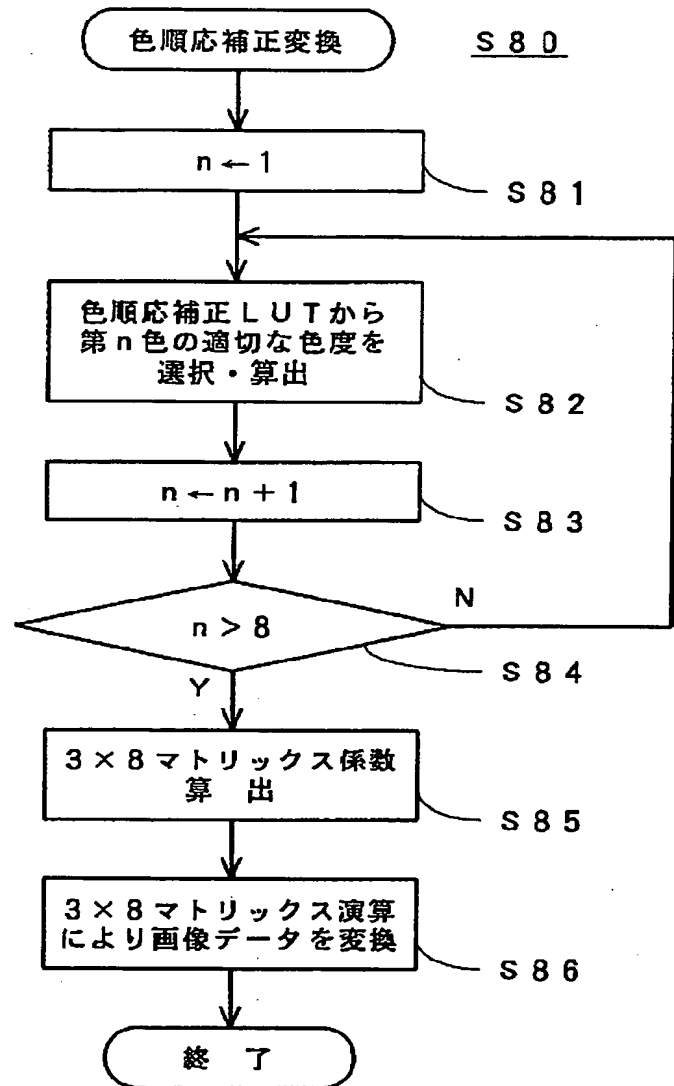 色順応補正変換
S80
n←1
S81
色順応補正LUTから
第n色の適切な色度を
選択・算出
S82
n←n+1
S83
n>8
N
S84
Y
3×8マトリックス係数
算 出
S85
3×8マトリックス演算
により画像データを変換
S86
終 了